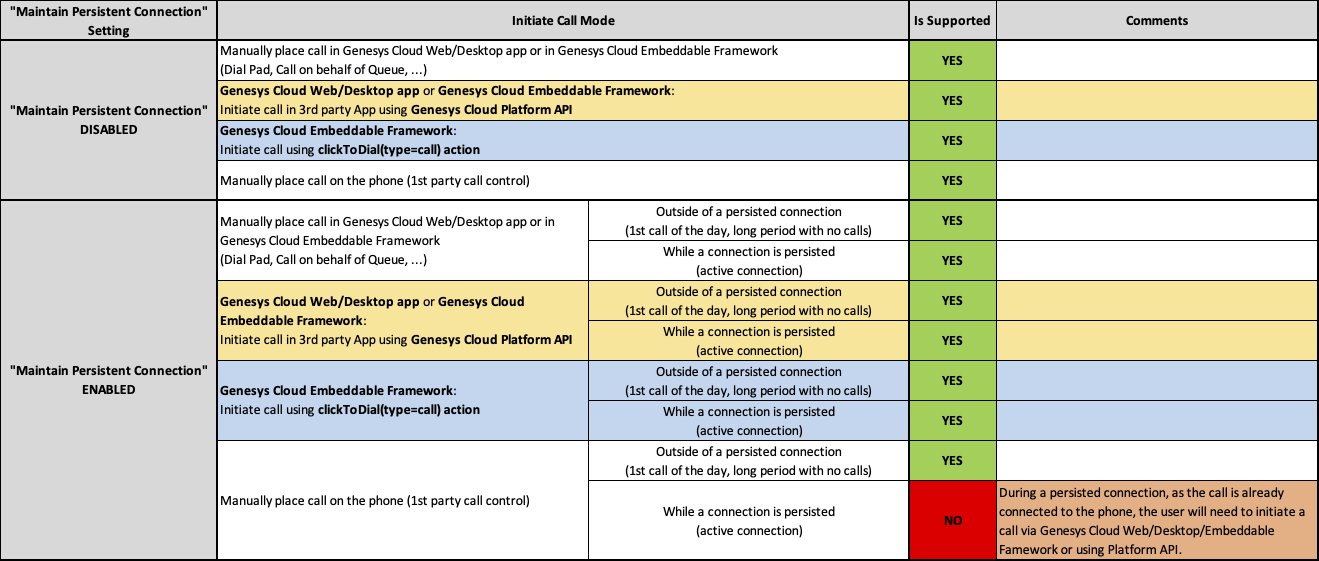 "Maintain Persistent Connection"
Setting
Initiate Call Mode
Is Supported
Comments
"Maintain Persistent Connection"
DISABLED
Manually place call in Genesys Cloud Web/Desktop app or in Genesys Cloud Embeddable Framework
(Dial Pad, Call on behalf of Queue, ...)
YES
Genesys Cloud Web/Desktop app or Genesys Cloud Embeddable Framework:
Initiate call in 3rd party App using Genesys Cloud Platform API
YES
Genesys Cloud Embeddable Framework:
Initiate call using clickToDial(type=call) action
YES
Manually place call on the phone (1st party call control)
YES
"Maintain Persistent Connection"
ENABLED
Manually place call in Genesys Cloud Web/Desktop app or in
Genesys Cloud Embeddable Framework
(Dial Pad, Call on behalf of Queue, ...)
Outside of a persisted connection
(1st call of the day, long period with no calls)
YES
While a connection is persisted
(active connection)
YES
Genesys Cloud Web/Desktop app or Genesys Cloud
Embeddable Framework:
Initiate call in 3rd party App using Genesys Cloud Platform API
Outside of a persisted connection
(1st call of the day, long period with no calls)
YES
While a connection is persisted
(active connection)
YES
Genesys Cloud Embeddable Framework:
Initiate call using clickToDial(type=call) action
Outside of a persisted connection
(1st call of the day, long period with no calls)
YES
While a connection is persisted
(active connection)
YES
Manually place call on the phone (1st party call control)
Outside of a persisted connection
(1st call of the day, long period with no calls)
YES
While a connection is persisted
(active connection)
NO
During a persisted connection, as the call is already
connected to the phone, the user will need to initiate a
call via Genesys Cloud Web/Desktop/Embeddable
Famework or using Platform API.